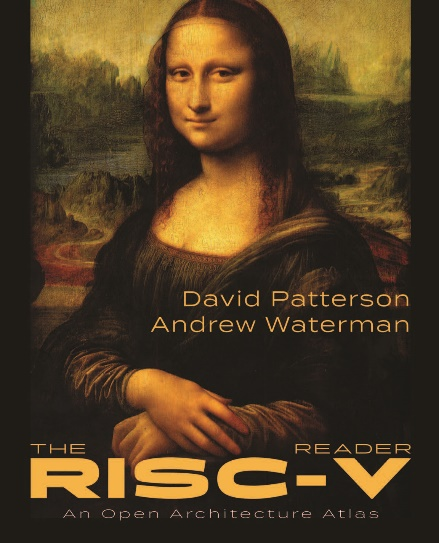 David Patterson
Andrew Waterman
THE READER
RISC-V
An Open Architecture Atlas